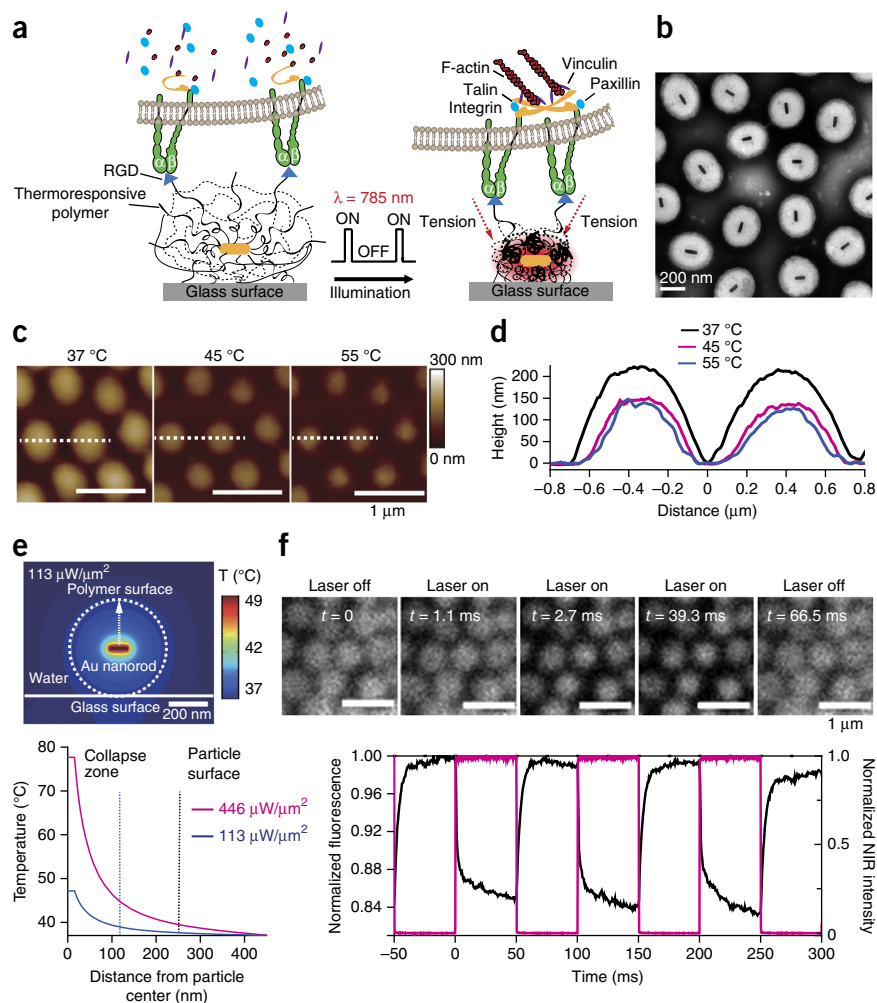 a
F-actin
Vinculin
Talin
Paxillin
Integrin
α β
α β
α β
α β
RGD
Thermoresponsive
polymer
λ = 785 nm
ON
ON
OFF
Illumination
Tension
Tension
Glass surface
Glass surface
b
200 nm
c
37 °C
45 °C
55 °C
300 nm
0 nm
1 μm
d
37 °C
45 °C
55 °C
Height (nm)
200
150
100
50
0
–0.8
–0.6
–0.4
–0.2
0
0.2
0.4
0.6
0.8
Distance (μm)
e
113 μW/μm²
Polymer surface
Au nanorod
Water
Glass surface
200 nm
T (°C)
49
42
37
80
70
60
50
40
Temperature (°C)
Collapse
zone
Particle
surface
446 μW/μm²
113 μW/μm²
0
100
200
300
400
Distance from particle
center (nm)
f
Laser off
Laser on
Laser on
Laser on
Laser off
t = 0
t = 1.1 ms
t = 2.7 ms
t = 39.3 ms
t = 66.5 ms
1 μm
Normalized fluorescence
1.00
0.96
0.92
0.88
0.84
1.0
0.5
0
Normalized NIR
intensity
–50
0
50
100
150
200
250
300
Time (ms)